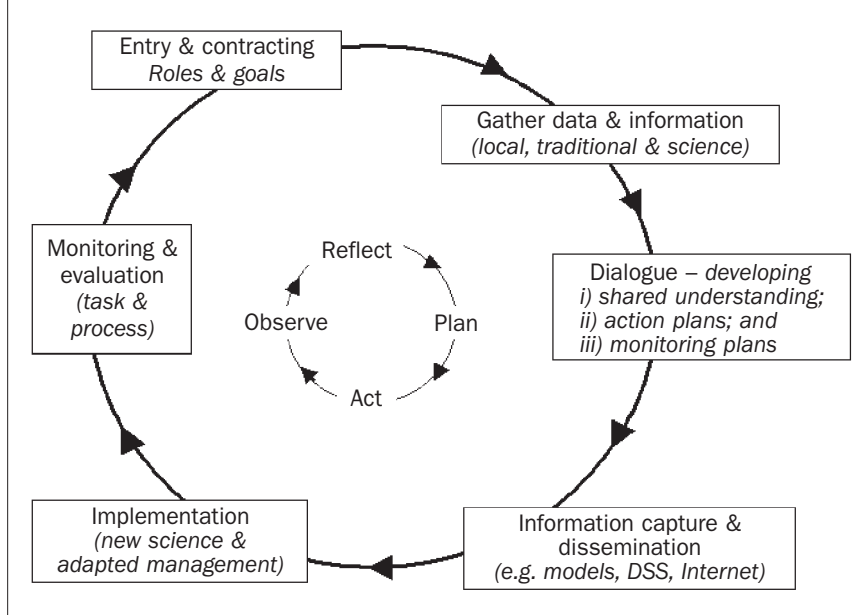 Entry & contracting
Roles & goals
Gather data & information
(local, traditional & science)
Dialogue – developing
i) shared understanding;
ii) action plans; and
iii) monitoring plans
Information capture &
dissemination
(e.g. models, DSS, Internet)
Implementation
(new science &
adapted management)
Monitoring &
evaluation
(task &
process)
Reflect
Plan
Act
Observe